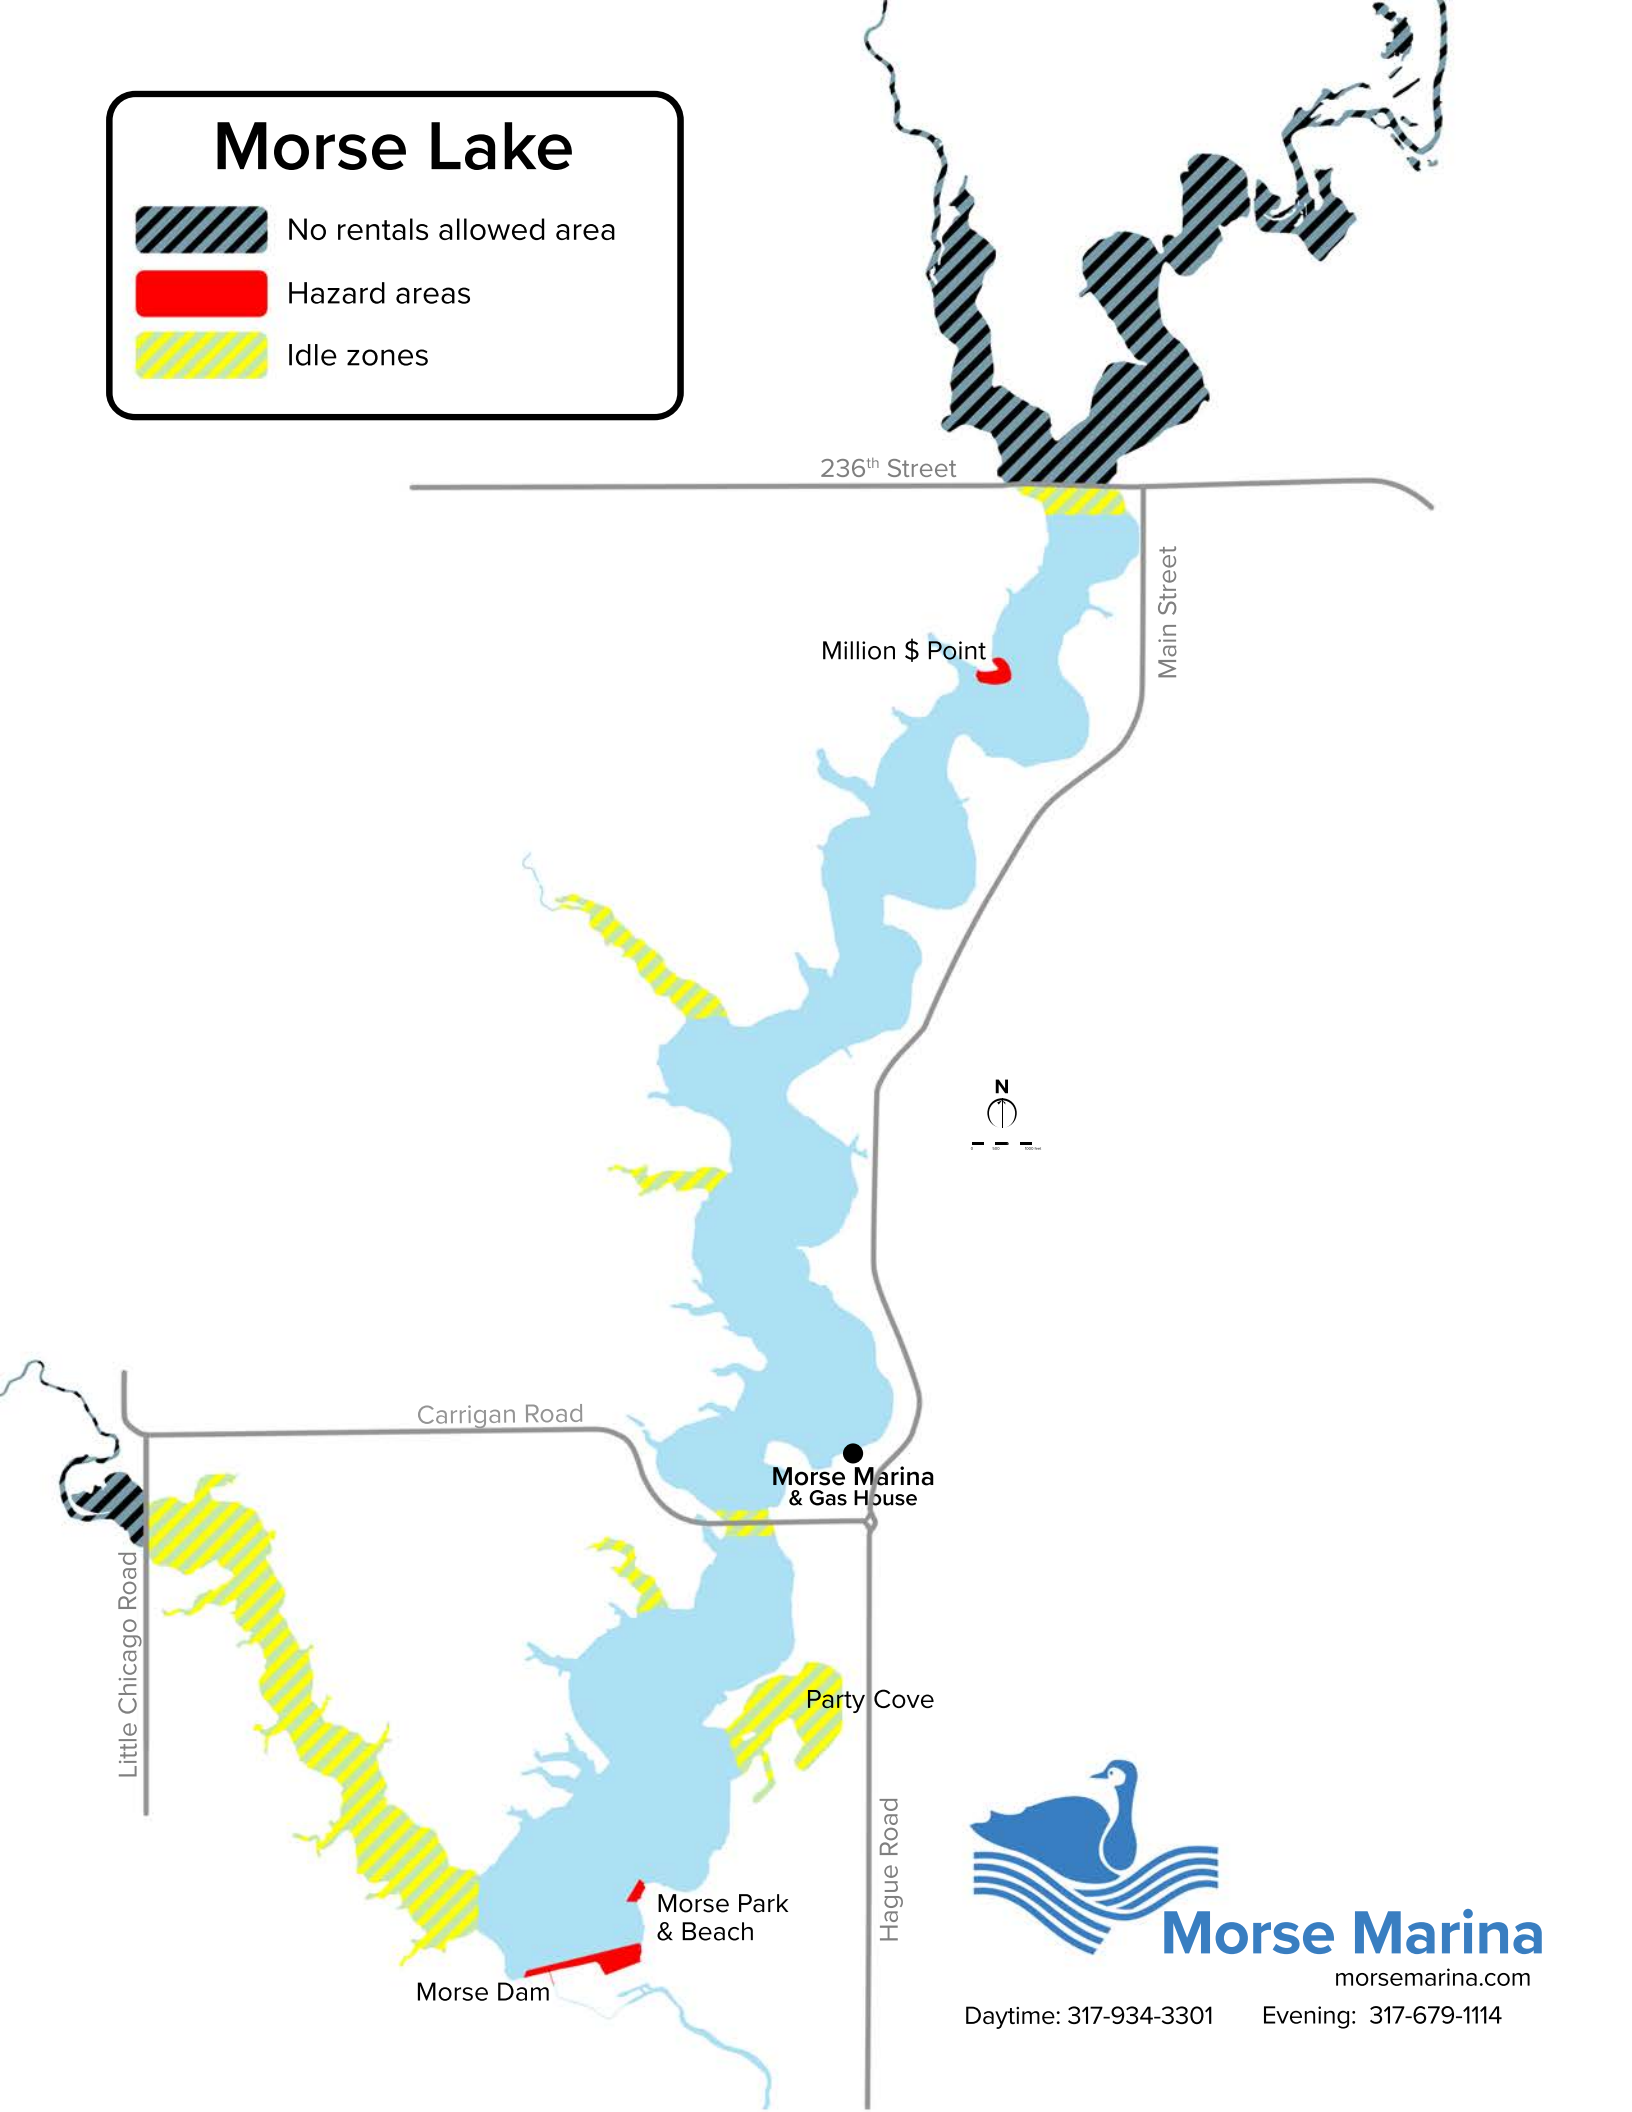 Morse Lake
No rentals allowed area
Hazard areas
Idle zones
236th Street
Main Street
Million $ Point
N
Carrigan Road
Morse Marina
& Gas House
Little Chicago Road
Party Cove
Hague Road
Morse Park
& Beach
Morse Dam
Morse Marina
morsemarina.com
Daytime: 317-934-3301 Evening: 317-679-1114